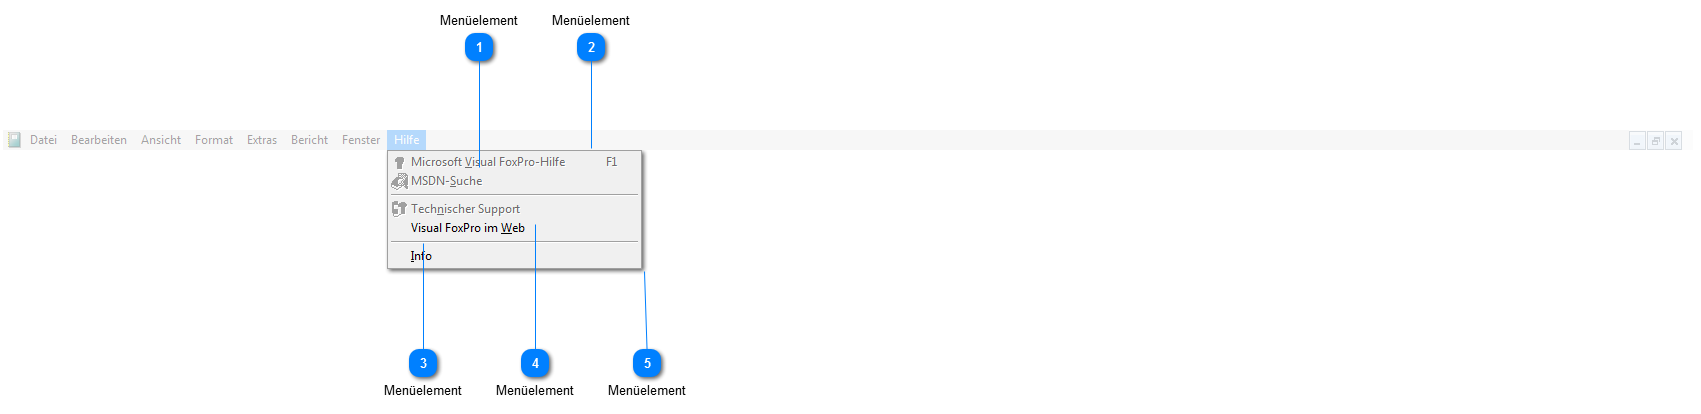 Menüelement Menüelement
1 2
Datei Bearbeiten Ansicht Format Extras Bericht Fenster Hilfe
Microsoft Visual FoxPro-Hilfe F1
MSDN-Suche
Technischer Support
Visual FoxPro im Web
Info
3 4 5
Menüelement Menüelement Menüelement